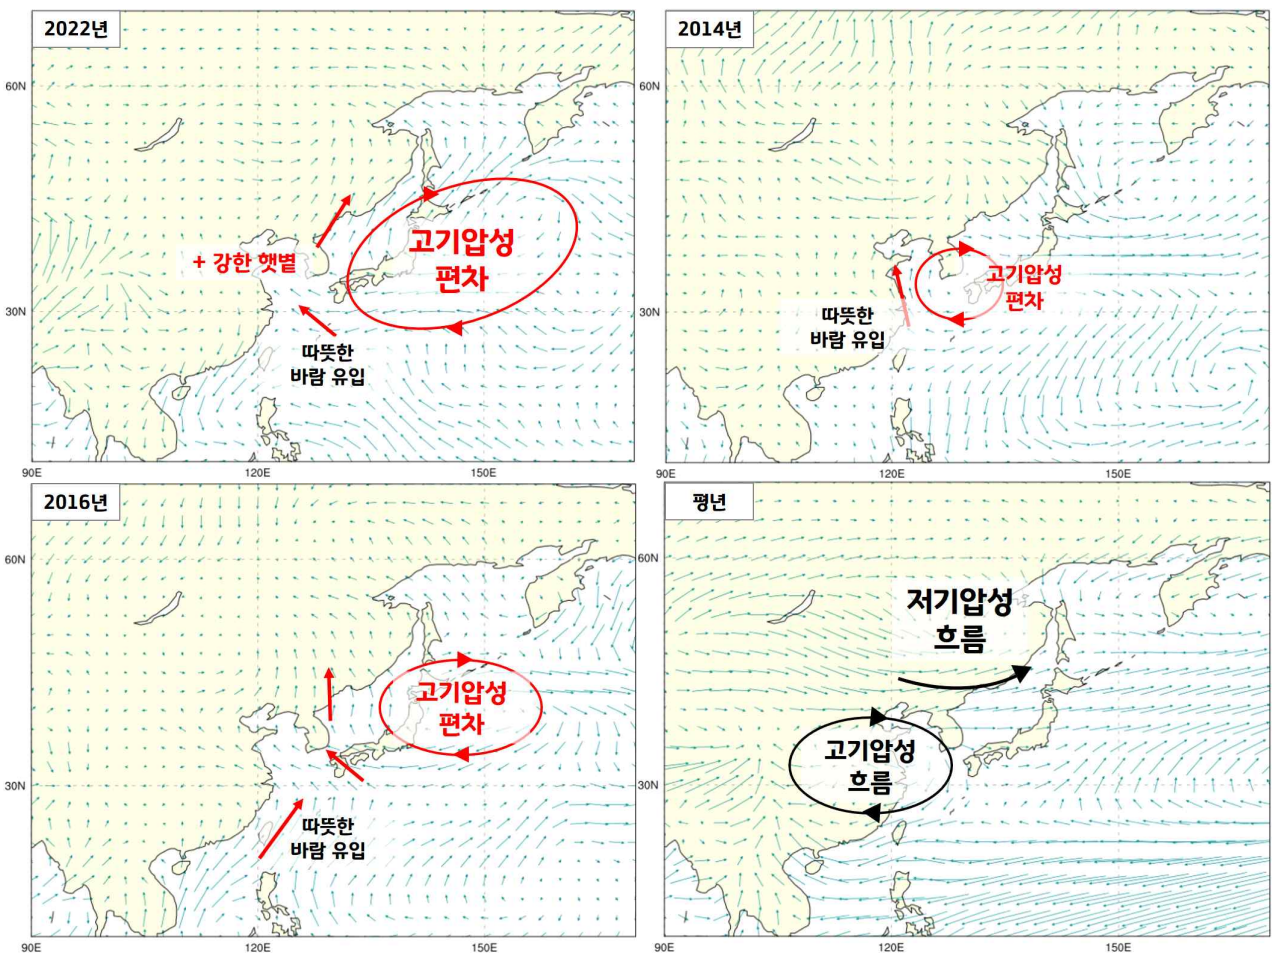 2022년
60N
+ 강한 햇볕
고기압성
편차
30N
따뜻한
바람 유입
90E
120E
150E
2014년
60N
고기압성
편차
30N
따뜻한
바람 유입
90E
120E
150E
2016년
60N
고기압성
편차
30N
따뜻한
바람 유입
90E
120E
150E
평년
60N
저기압성
흐름
고기압성
흐름
30N
90E
120E
150E